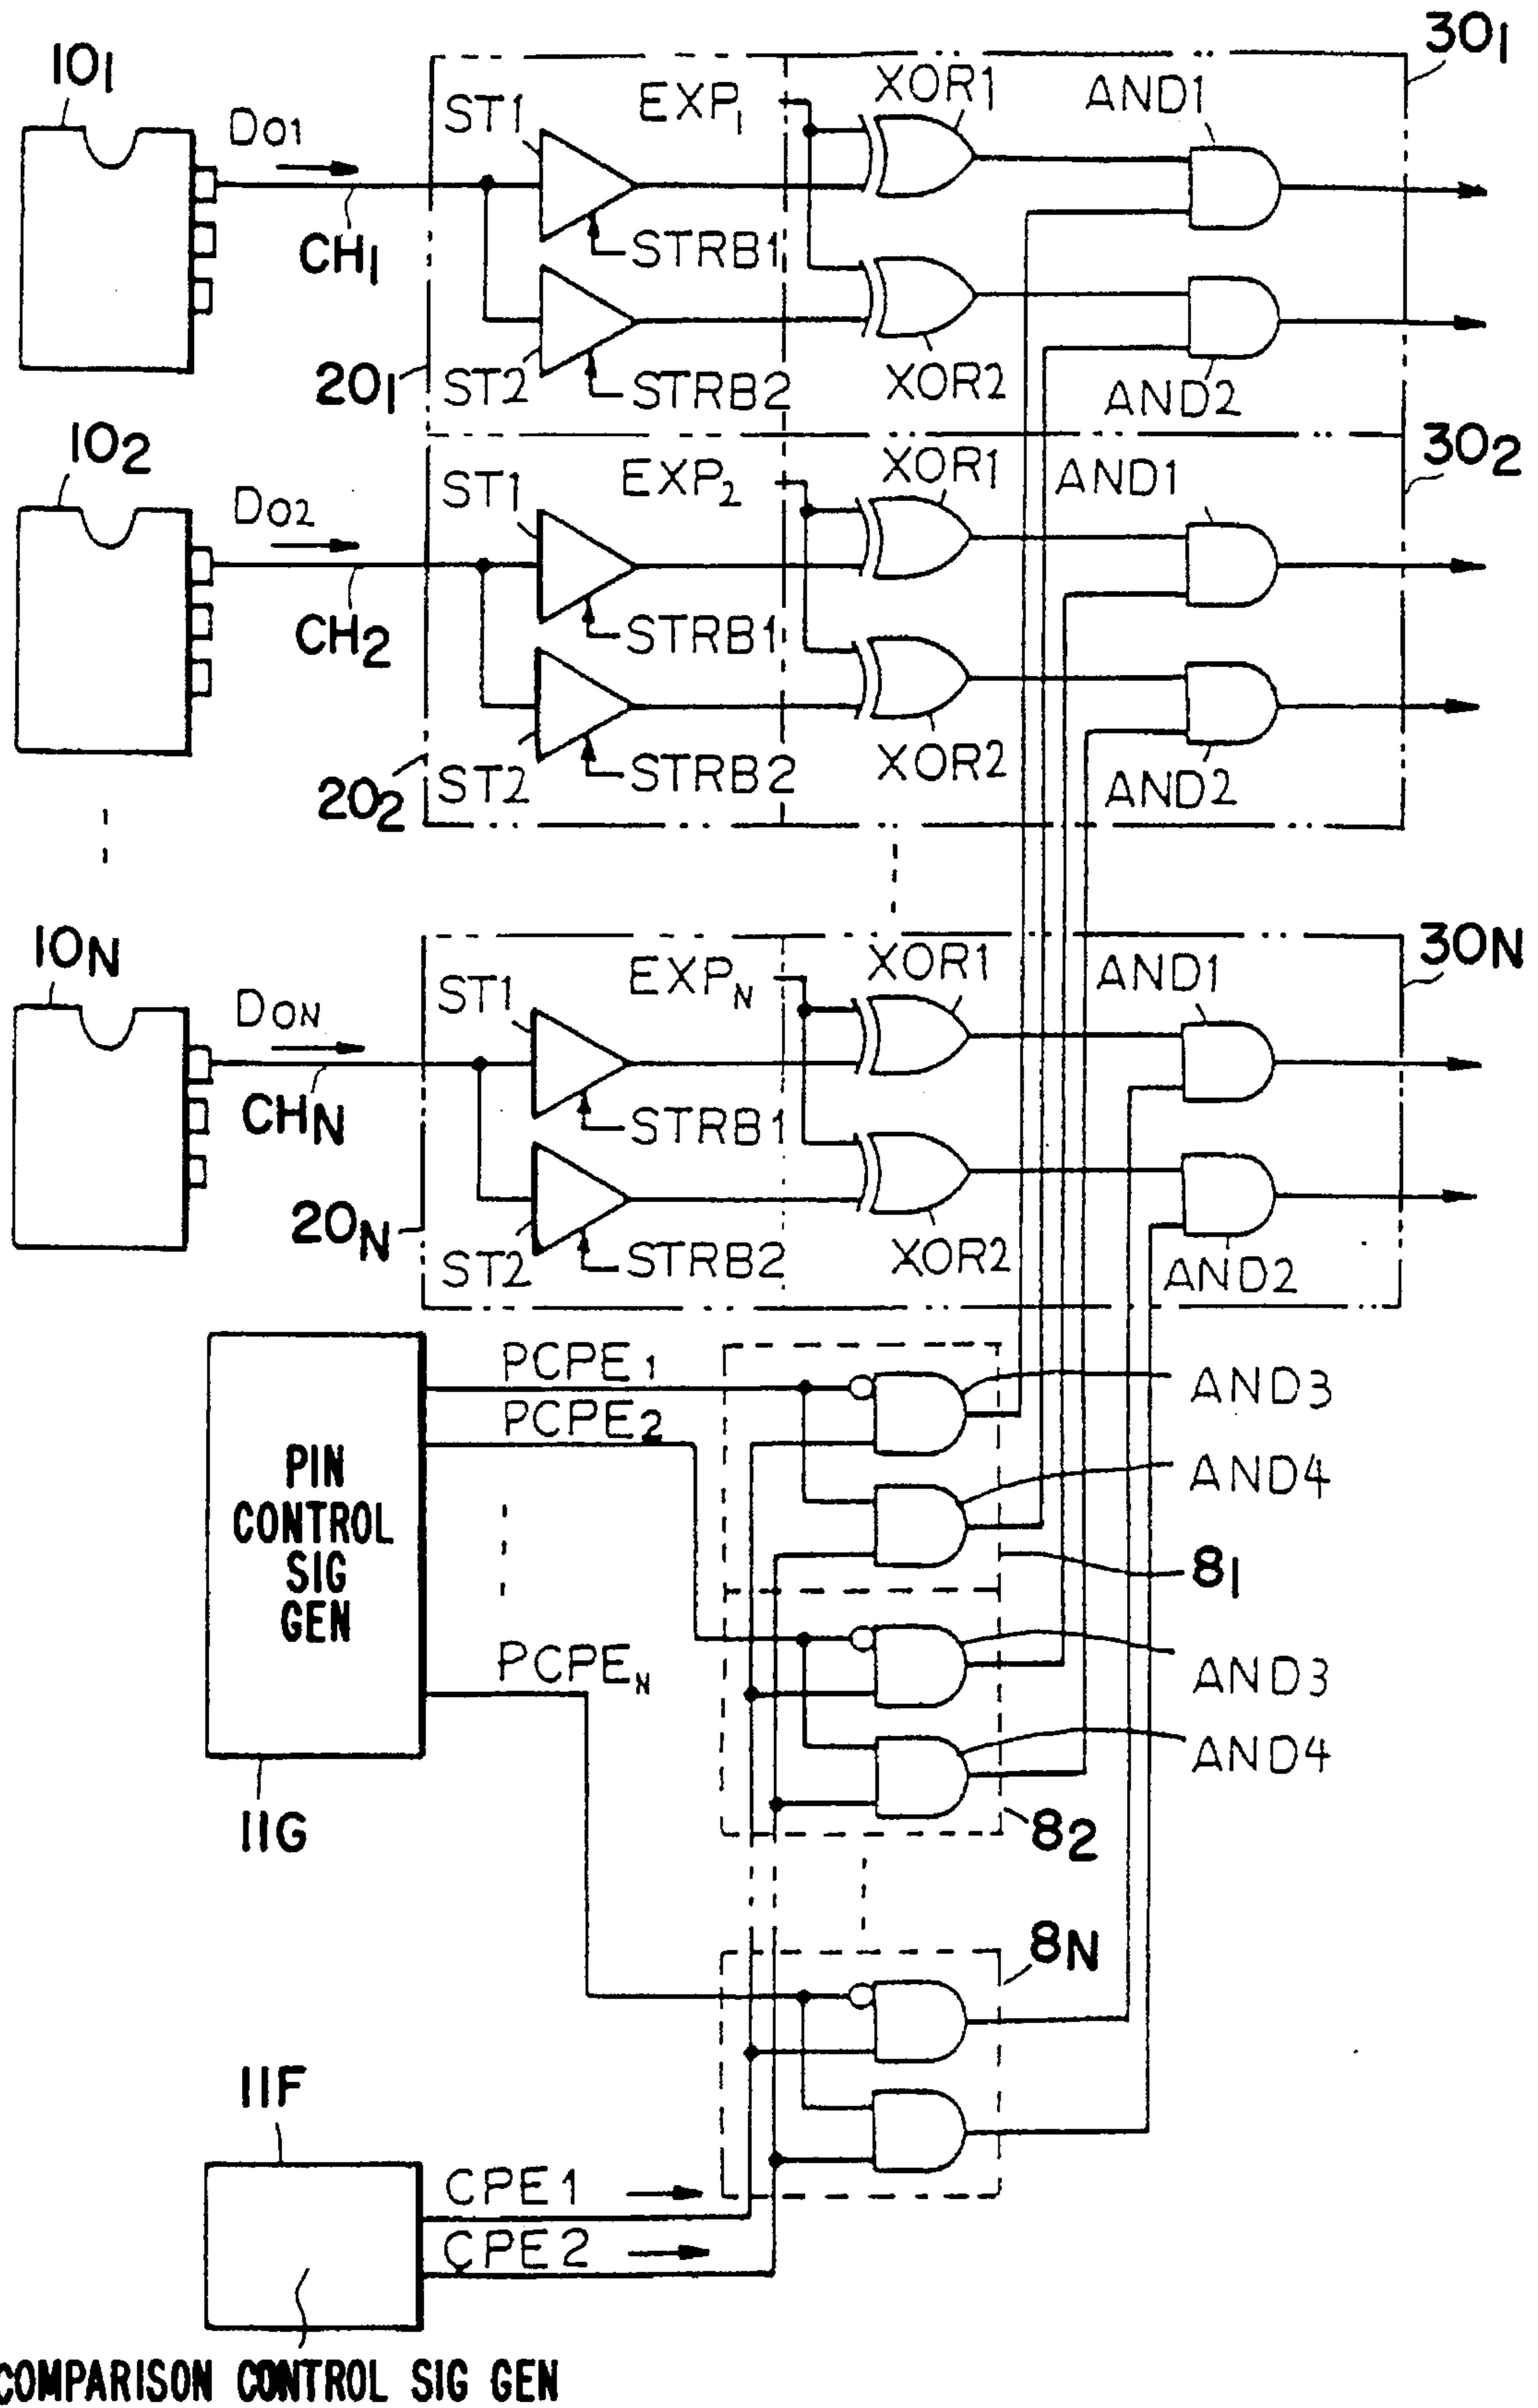 10₁
D₀₁
CH₁
ST1
EXP₁
XOR1
AND1
30₁
STRB1
20₁
ST2
STRB2
XOR2
AND2
10₂
D₀₂
CH₂
ST1
EXP₂
XOR1
AND1
30₂
STRB1
20₂
ST2
STRB2
XOR2
AND2
10N
D₀N
CHN
ST1
EXPN
XOR1
AND1
30N
STRB1
20N
ST2
STRB2
XOR2
AND2
PCPE₁
PCPE₂
PCPEN
PIN
CONTROL
SIG
GEN
11G
AND3
AND4
8₁
AND3
AND4
8₂
8N
11F
CPE1
CPE2
COMPARISON CONTROL SIG GEN